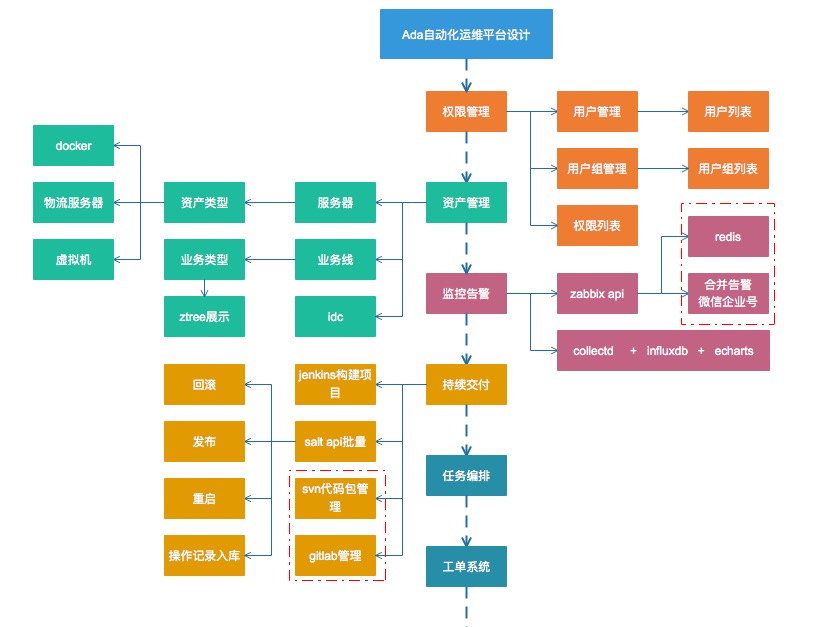 Ada自动化运维平台设计
权限管理
用户管理
用户列表
docker
用户组管理
用户组列表
物流服务器
资产类型
服务器
资产管理
权限列表
redis
虚拟机
业务类型
业务线
监控告警
zabbix api
合并告警
微信企业号
ztree展示
idc
collectd + influxdb + echarts
回滚
jenkins构建项
目
持续交付
发布
salt api批量
任务编排
重启
svn代码包管
理
操作记录入库
gitlab管理
工单系统